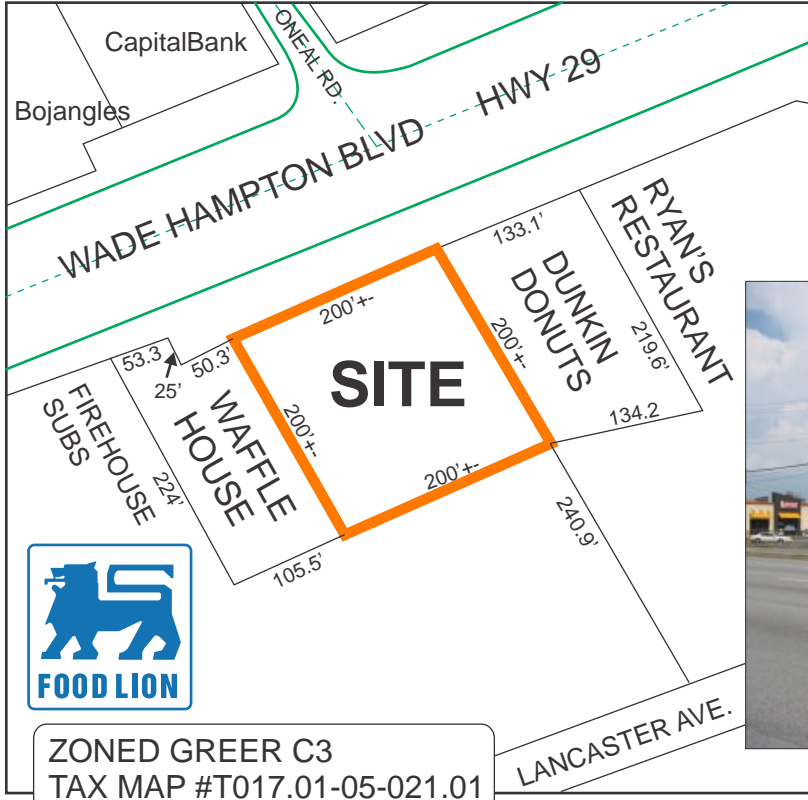 CapitalBank
ONEAL RD.
Bojangles
HWY 29
WADE HAMPTON BLVD
RYAN'S
RESTAURANT
133.1'
DUNKIN
DONUTS
219.6'
134.2
200'+-
200'+-
SITE
200'+-
200'+-
53.3
25'
50.3'
WAFFLE
HOUSE
FIREHOUSE
SUBS
224'
105.5'
240.9'
FOOD LION
LANCASTER AVE.
ZONED GREER C3
TAX MAP #T017.01-05-021.01